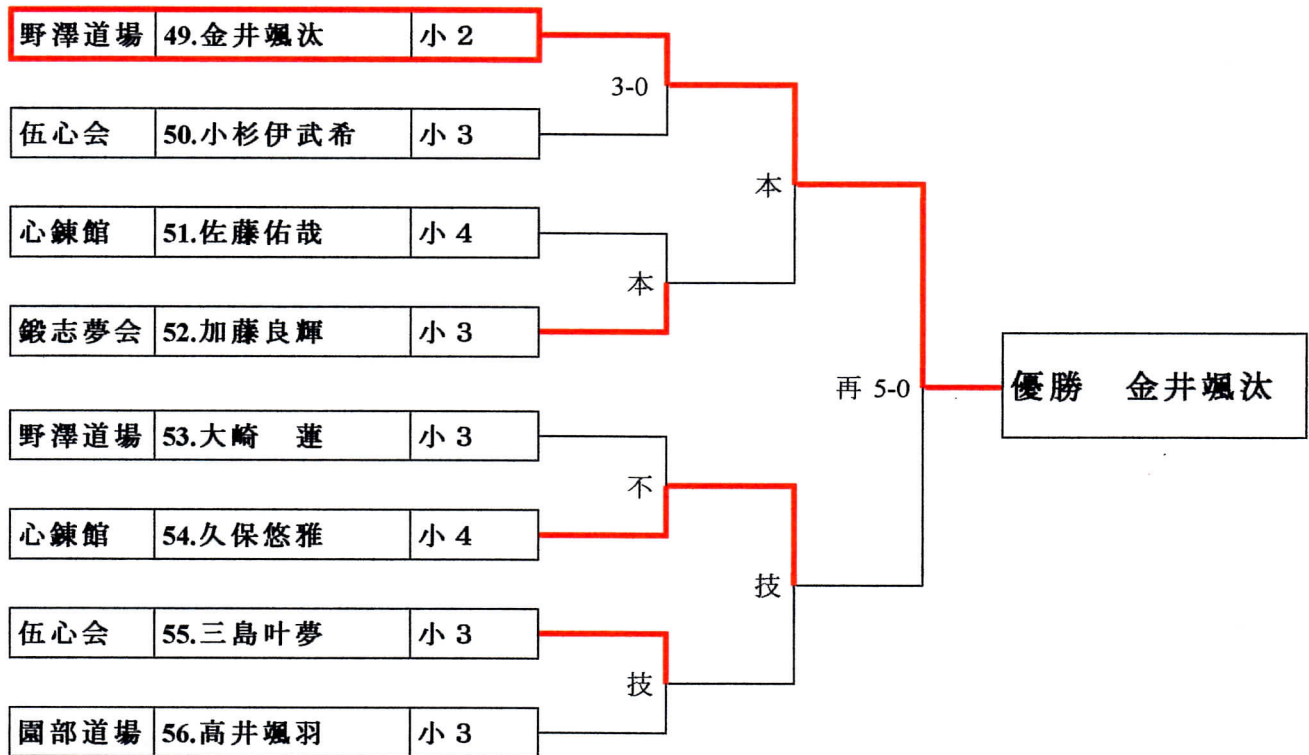 野澤道場 49.金井颯汰 小2
3-0
伍心会 50.小杉伊武希 小3
本
心錬館 51.佐藤佑哉 小4
本
鍛志夢会 52.加藤良輝 小3
再 5-0
優勝 金井颯汰
野澤道場 53.大崎 蓮 小3
不
心錬館 54.久保悠雅 小4
技
伍心会 55.三島叶夢 小3
技
園部道場 56.高井颯羽 小3